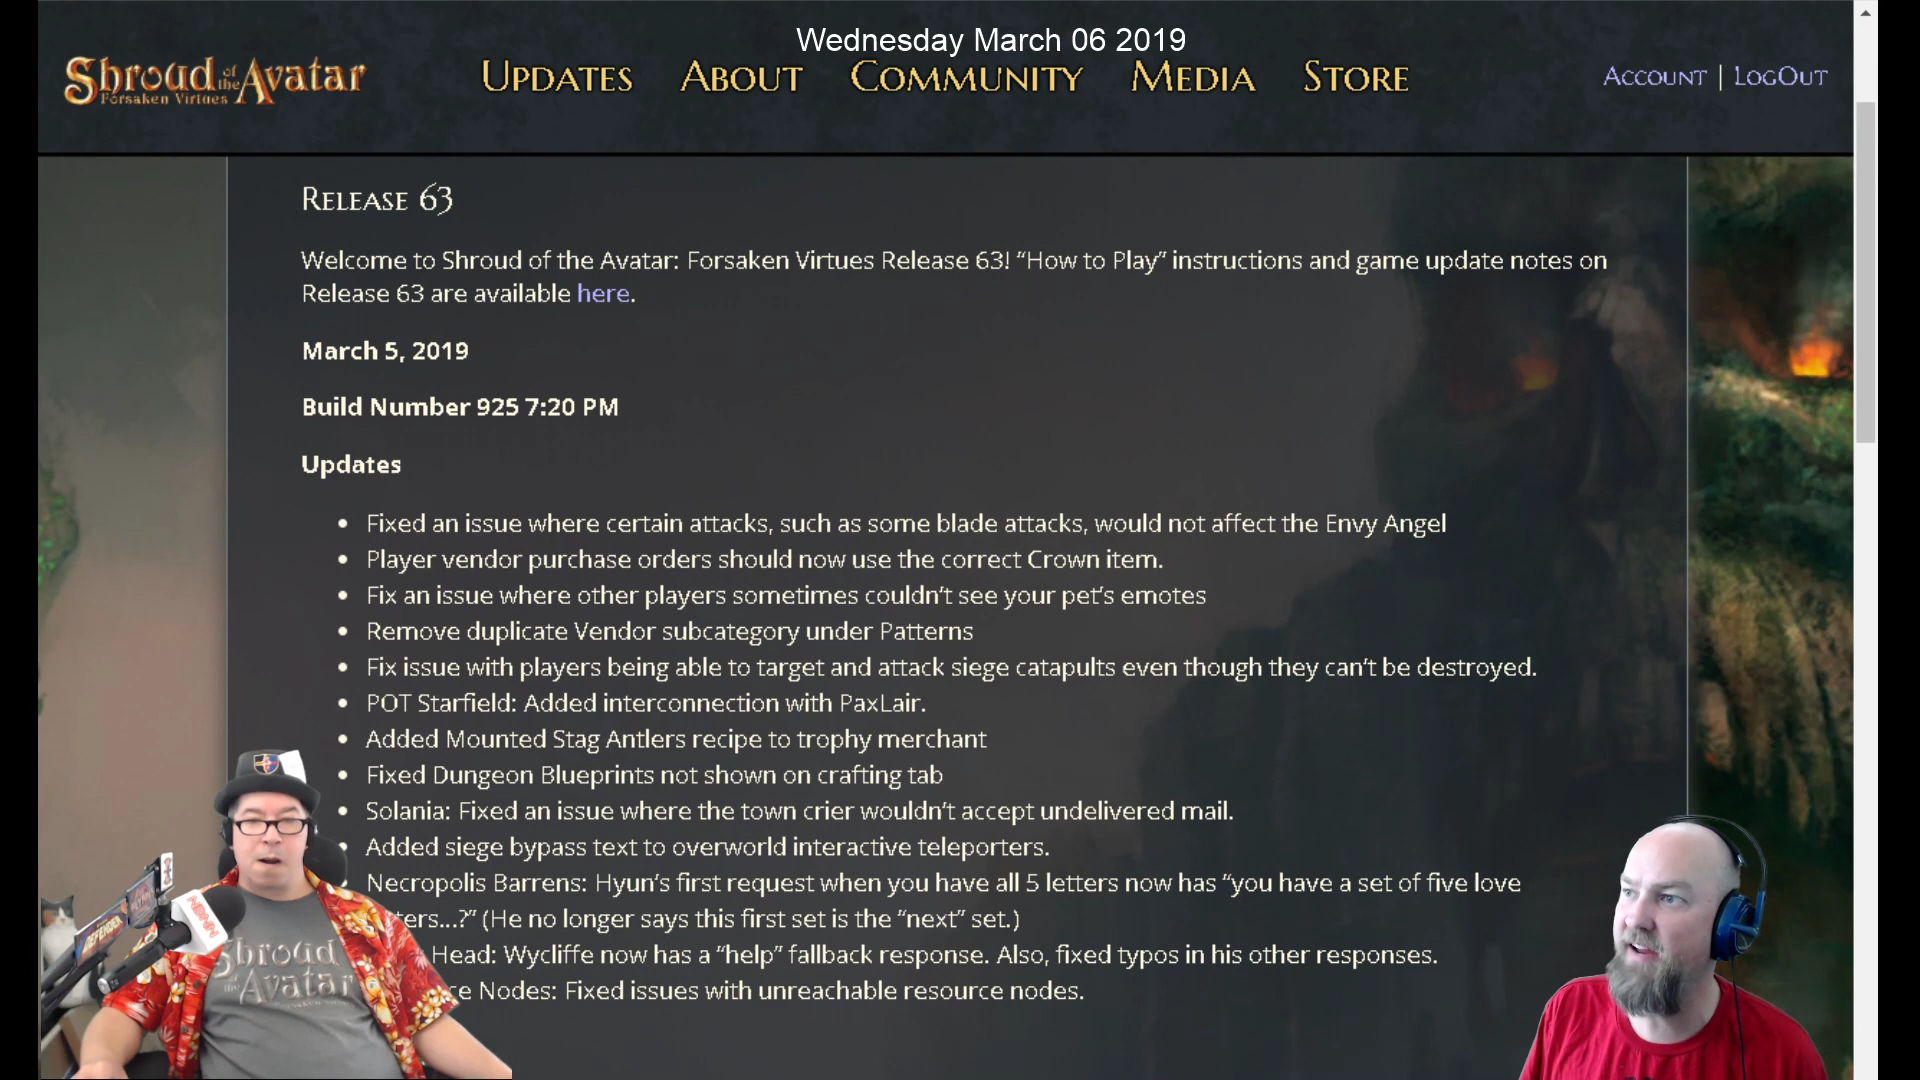 Wednesday March 06 2019
Shroud of the Avatar
Forsaken Virtues
Updates About Community Media Store
Account | LogOut
Release 63
Welcome to Shroud of the Avatar: Forsaken Virtues Release 63! “How to Play” instructions and game update notes on
Release 63 are available here.
March 5, 2019
Build Number 925 7:20 PM
Updates
• Fixed an issue where certain attacks, such as some blade attacks, would not affect the Envy Angel
• Player vendor purchase orders should now use the correct Crown item.
• Fix an issue where other players sometimes couldn’t see your pet’s emotes
• Remove duplicate Vendor subcategory under Patterns
• Fix issue with players being able to target and attack siege catapults even though they can’t be destroyed.
• POT Starfield: Added interconnection with PaxLair.
• Added Mounted Stag Antlers recipe to trophy merchant
• Fixed Dungeon Blueprints not shown on crafting tab
• Solania: Fixed an issue where the town crier wouldn’t accept undelivered mail.
• Added siege bypass text to overworld interactive teleporters.
Necropolis Barrens: Hyun’s first request when you have all 5 letters now has “you have a set of five love
ters...?” (He no longer says this first set is the “next” set.)
Head: Wycliffe now has a “help” fallback response. Also, fixed typos in his other responses.
ce Nodes: Fixed issues with unreachable resource nodes.
DEFENDER
Shroud
of the Avatar